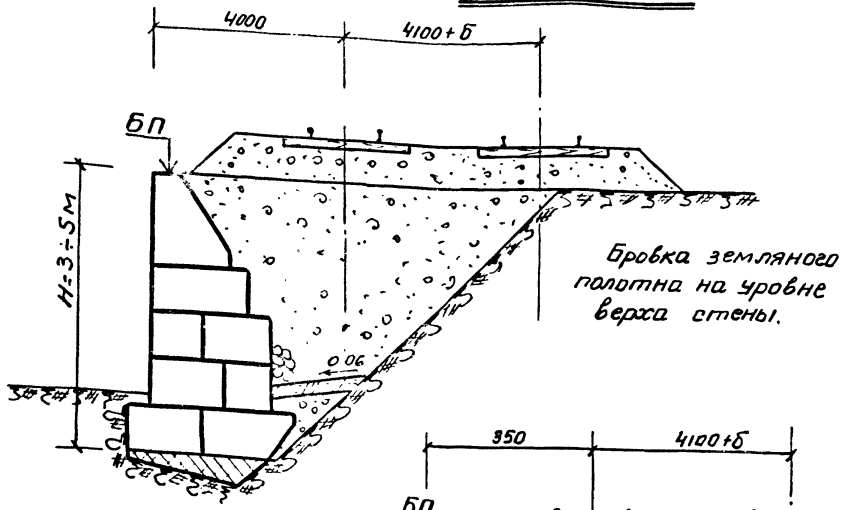 4000
4100+Б
БП
H=3÷5м
Бровка земляного
полотна на уровне
верха стены.
0.06
350
4100+Б
БП